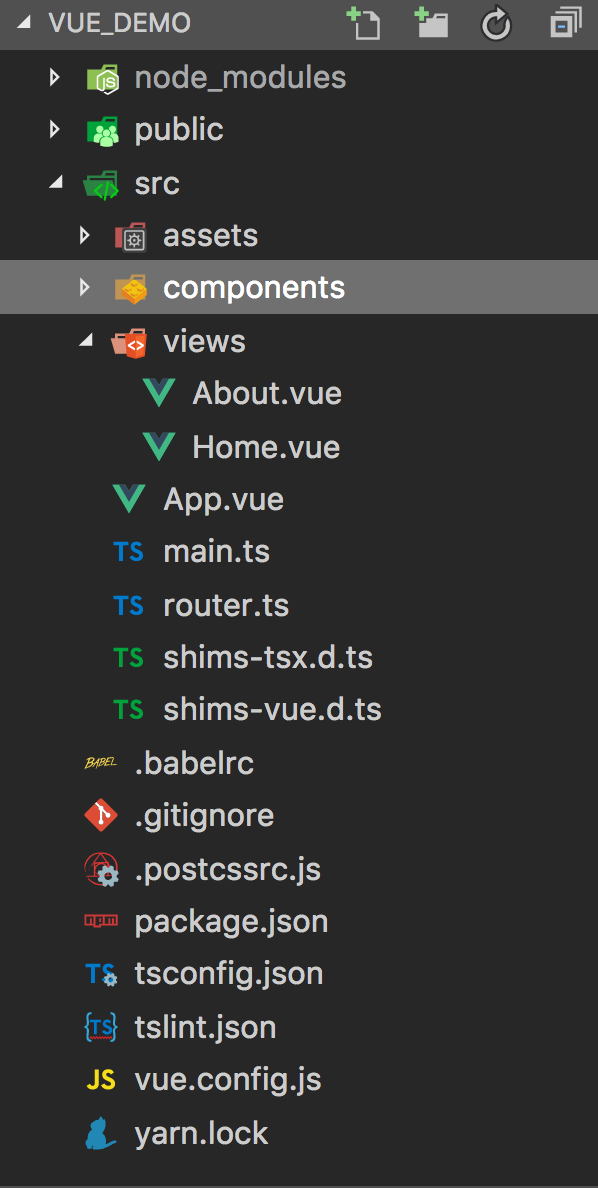 VUE_DEMO
node_modules
public
src
assets
components
views
About.vue
Home.vue
App.vue
TS main.ts
TS router.ts
TS shims-tsx.d.ts
TS shims-vue.d.ts
BABEL .babelrc
.gitignore
.postcssrc.js
npm package.json
TS tsconfig.json
{TS} tslint.json
JS vue.config.js
yarn.lock